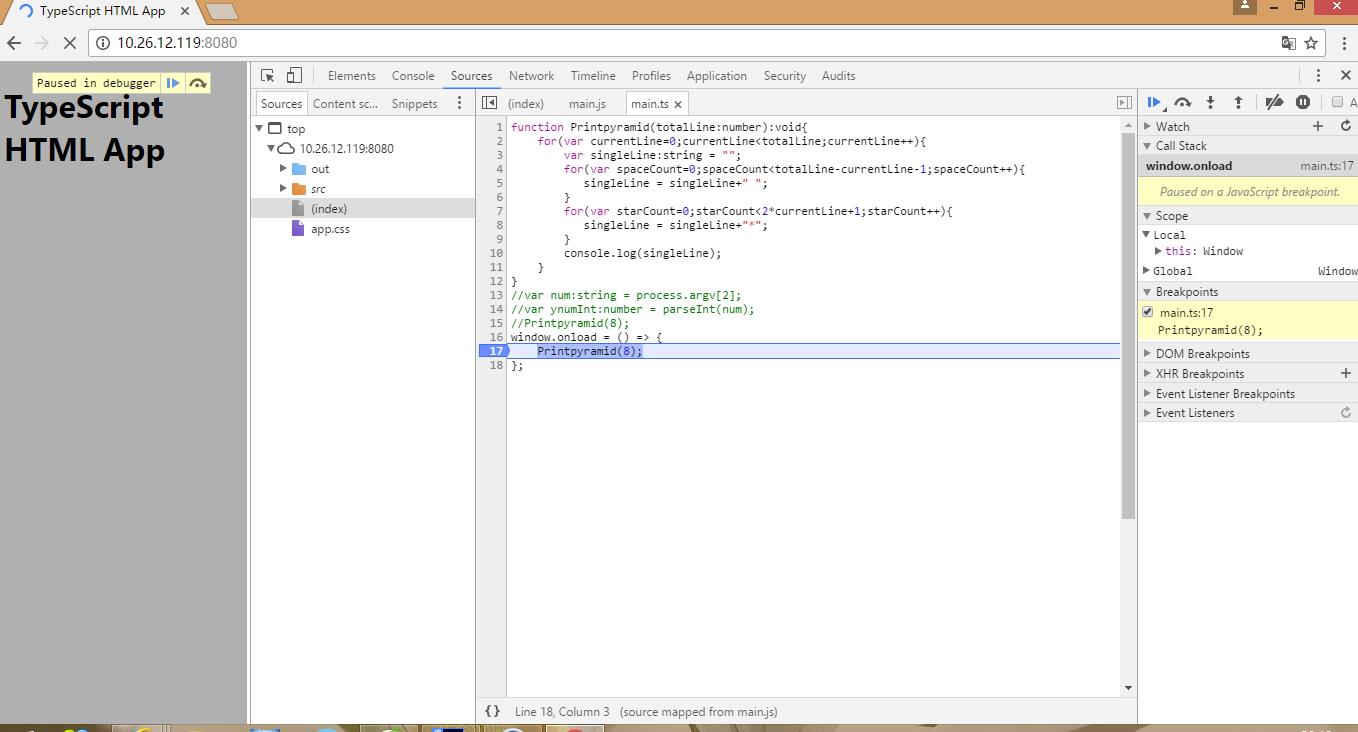 TypeScript HTML App
10.26.12.119:8080
Paused in debugger
TypeScript
HTML App
Elements Console Sources Network Timeline Profiles Application Security Audits
Sources Content sc... Snippets
(index) main.js main.ts
top
10.26.12.119:8080
out
src
(index)
app.css
1 function Printpyramid(totalLine:number):void{
2 for(var currentLine=0;currentLine<totalLine;currentLine++){
3 var singleLine:string = "";
4 for(var spaceCount=0;spaceCount<totalLine-currentLine-1;spaceCount++){
5 singleLine = singleLine+" ";
6 }
7 for(var starCount=0;starCount<2*currentLine+1;starCount++){
8 singleLine = singleLine+"*";
9 }
10 console.log(singleLine);
11 }
12 }
13 //var num:string = process.argv[2];
14 //var ynumInt:number = parseInt(num);
15 //Printpyramid(8);
16 window.onload = () => {
17 Printpyramid(8);
18 };
{} Line 18, Column 3 (source mapped from main.js)
A
Watch
Call Stack
window.onload main.ts:17
Paused on a JavaScript breakpoint.
Scope
Local
this: Window
Global Window
Breakpoints
main.ts:17
Printpyramid(8);
DOM Breakpoints
XHR Breakpoints
Event Listener Breakpoints
Event Listeners